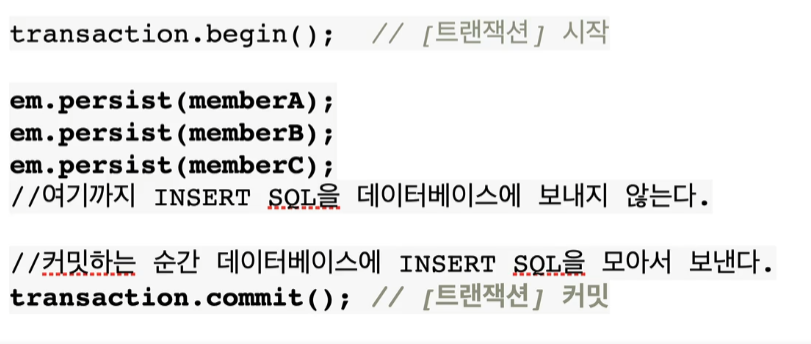 transaction.begin();  // [트랜잭션] 시작
em.persist(memberA);
em.persist(memberB);
em.persist(memberC);
//여기까지 INSERT SQL을 데이터베이스에 보내지 않는다.
//커밋하는 순간 데이터베이스에 INSERT SQL을 모아서 보낸다.
transaction.commit(); // [트랜잭션] 커밋